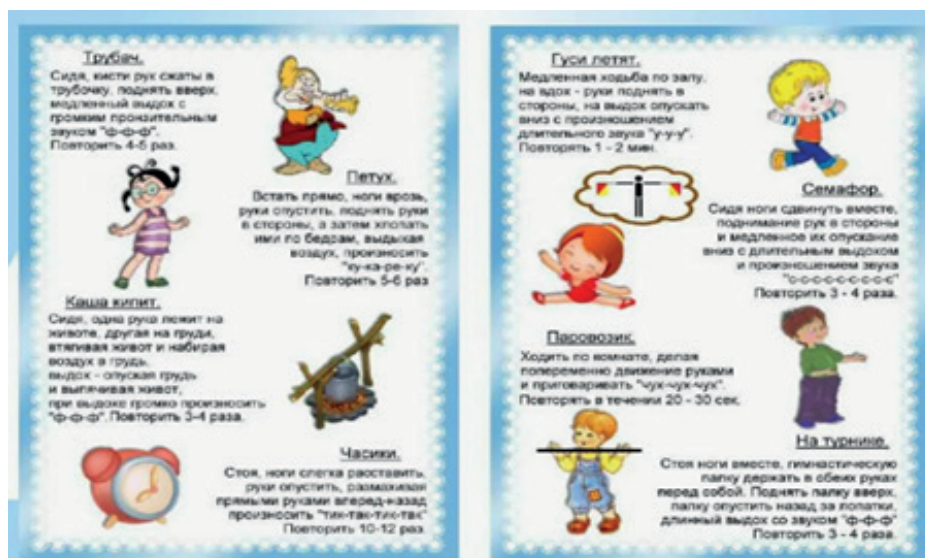 Трубач.
Сидя, кисти рук сжаты в
трубочку, поднять вверх,
медленный выдох с
громким пронзительным
звуком "ф-ф-ф".
Повторить 4-5 раз.
Петух.
Встать прямо, ноги врозь,
руки опустить, поднять руки
в стороны, а затем хлопать
ими по бедрам, выдыхая
воздух, произносить
"ку-ка-ре-ку".
Повторить 5-6 раз
Каша кипит.
Сидя, одна рука лежит на
животе, другая на груди,
втягивая живот и набирая
воздух в грудь,
выдох - опуская грудь
и выпячивая живот,
при выдохе громко произносить
"ф-ф-ф". Повторить 3-4 раза.
Часики.
Стоя, ноги слегка расставить,
руки опустить, размахивая
прямыми руками вперед-назад
произносить "тик-так-тик-так"
Повторить 10-12 раз.
Гуси летят.
Медленная ходьба по залу,
на вдох - руки поднять в
стороны, на выдох опускать
вниз с произношением
длительного звука "у-у-у".
Повторять 1 - 2 мин.
Семафор.
Сидя ноги сдвинуть вместе,
поднимание рук в стороны
и медленное их опускание
вниз с длительным выдохом
и произношением звука
"с-с-с-с-с-с-с-с"
Повторить 3 - 4 раза.
Паровозик.
Ходить по комнате, делая
попеременно движение руками
и приговаривать "чух-чух-чух".
Повторять в течении 20 - 30 сек.
На турнике.
Стоя ноги вместе, гимнастическую
палку держать в обеих руках
перед собой. Поднять палку вверх,
палку опустить назад за лопатки,
длинный выдох со звуком "ф-ф-ф"
Повторить 3 - 4 раза.